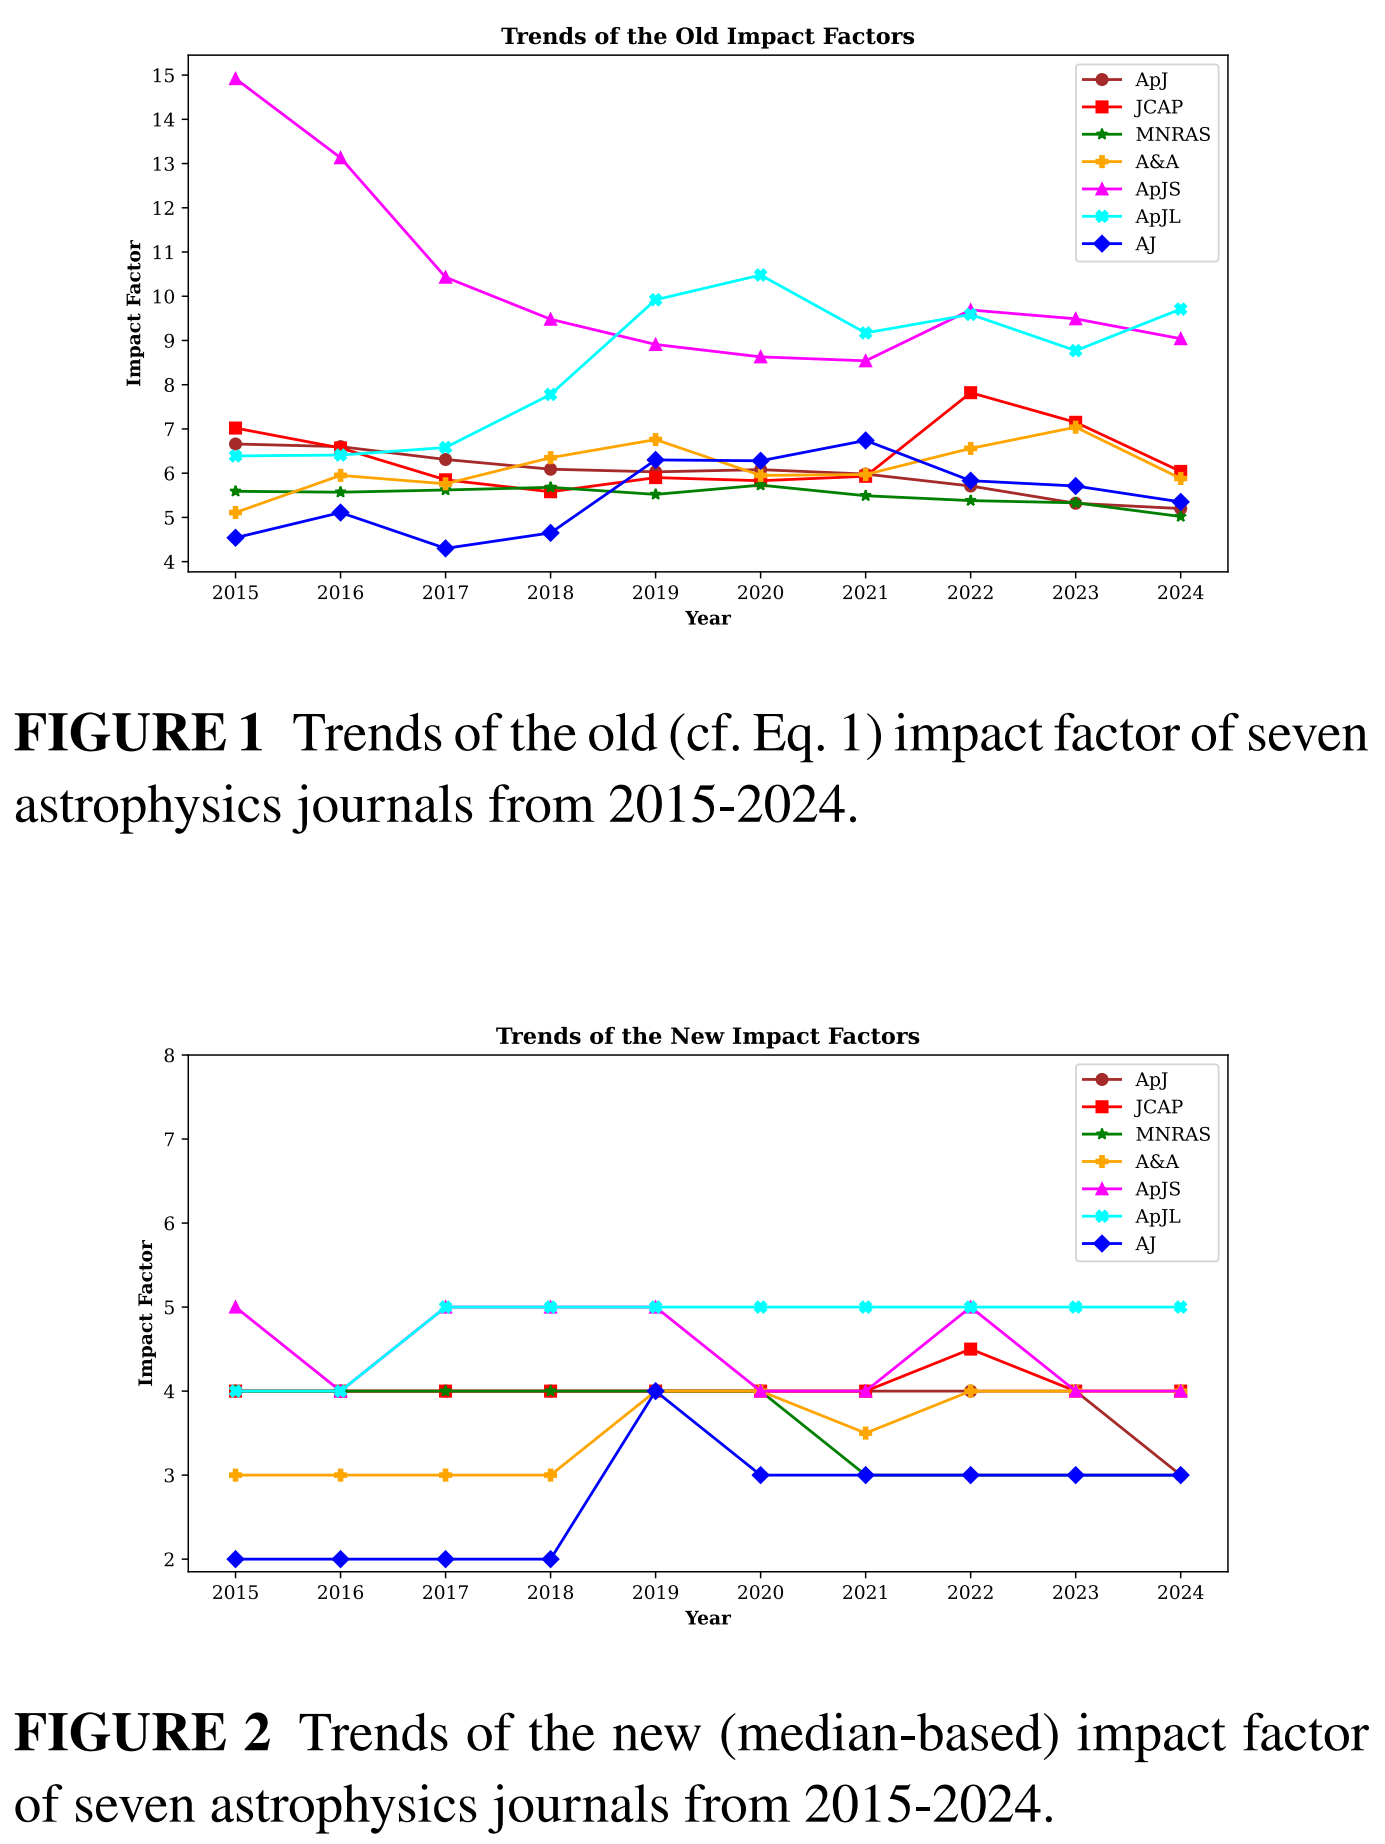 Trends of the Old Impact Factors
15
14
13
12
11
10
9
8
7
6
5
4
Impact Factor
ApJ
JCAP
MNRAS
A&A
ApJS
ApJL
AJ
2015 2016 2017 2018 2019 2020 2021 2022 2023 2024
Year
FIGURE 1 Trends of the old (cf. Eq. 1) impact factor of seven
astrophysics journals from 2015-2024.
Trends of the New Impact Factors
8
7
6
5
4
3
2
Impact Factor
ApJ
JCAP
MNRAS
A&A
ApJS
ApJL
AJ
2015 2016 2017 2018 2019 2020 2021 2022 2023 2024
Year
FIGURE 2 Trends of the new (median-based) impact factor
of seven astrophysics journals from 2015-2024.